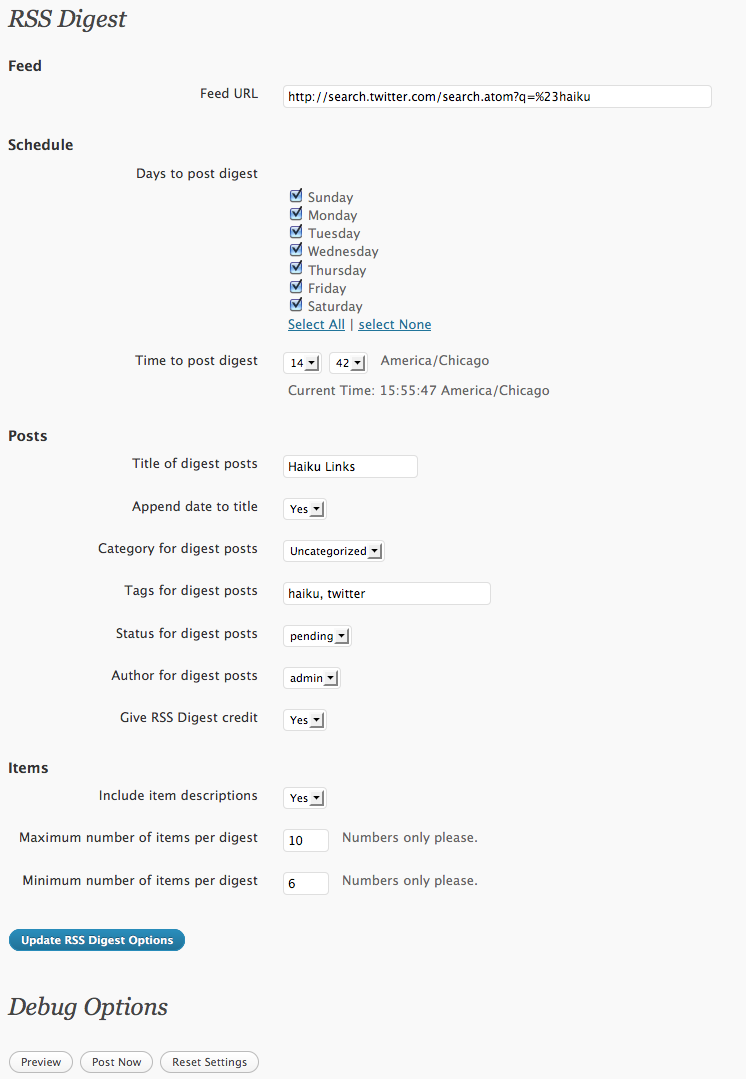 RSS Digest
Feed
Feed URL http://search.twitter.com/search.atom?q=%23haiku
Schedule
Days to post digest
Sunday
Monday
Tuesday
Wednesday
Thursday
Friday
Saturday
Select All | select None
Time to post digest 14 42 America/Chicago
Current Time: 15:55:47 America/Chicago
Posts
Title of digest posts Haiku Links
Append date to title Yes
Category for digest posts Uncategorized
Tags for digest posts haiku, twitter
Status for digest posts pending
Author for digest posts admin
Give RSS Digest credit Yes
Items
Include item descriptions Yes
Maximum number of items per digest 10 Numbers only please.
Minimum number of items per digest 6 Numbers only please.
Update RSS Digest Options
Debug Options
Preview Post Now Reset Settings